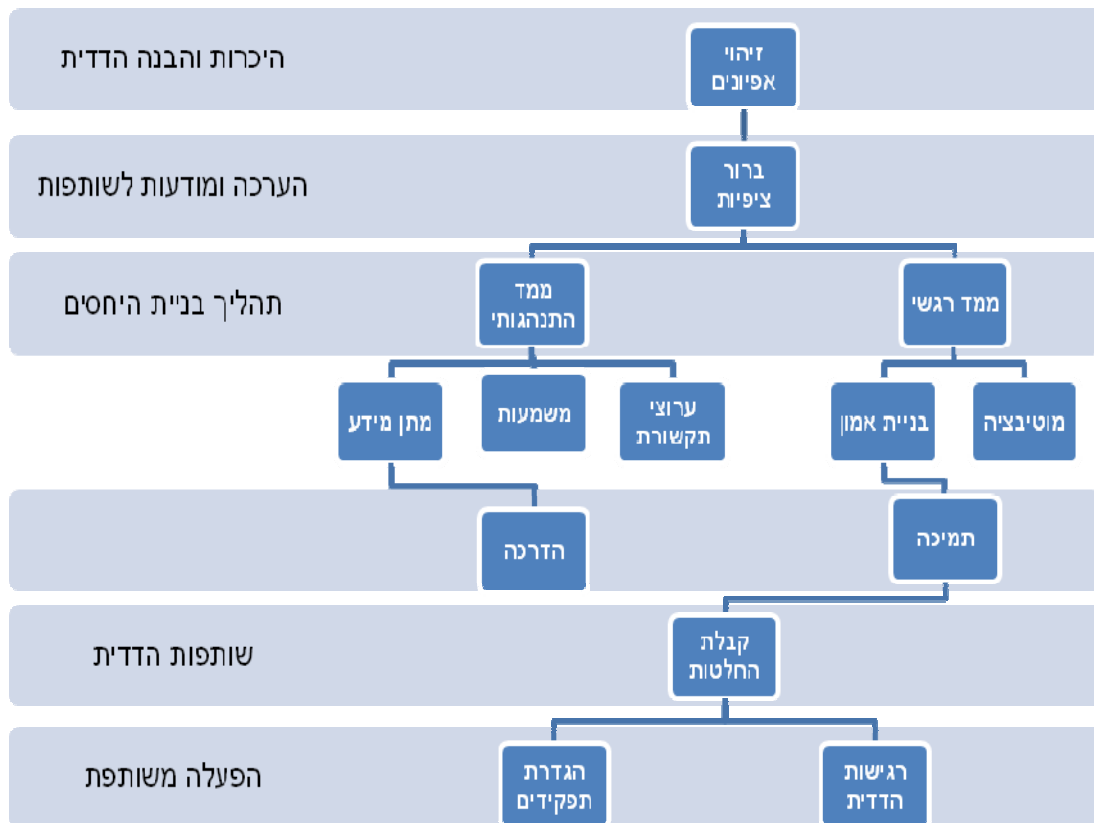 היכרות והבנה הדדית
זיהוי
אפיונים
הערכה ומודעות לשותפות
ברור
ציפיות
תהליך בניית היחסים
ממד רגשי
ממד
התנהגותי
מוטיבציה
בניית אמון
ערוצי
תקשורת
משמעות
מתן מידע
תמיכה
הדרכה
שותפות הדדית
קבלת
החלטות
הפעלה משותפת
רגישות
הדדית
הגדרת
תפקידים